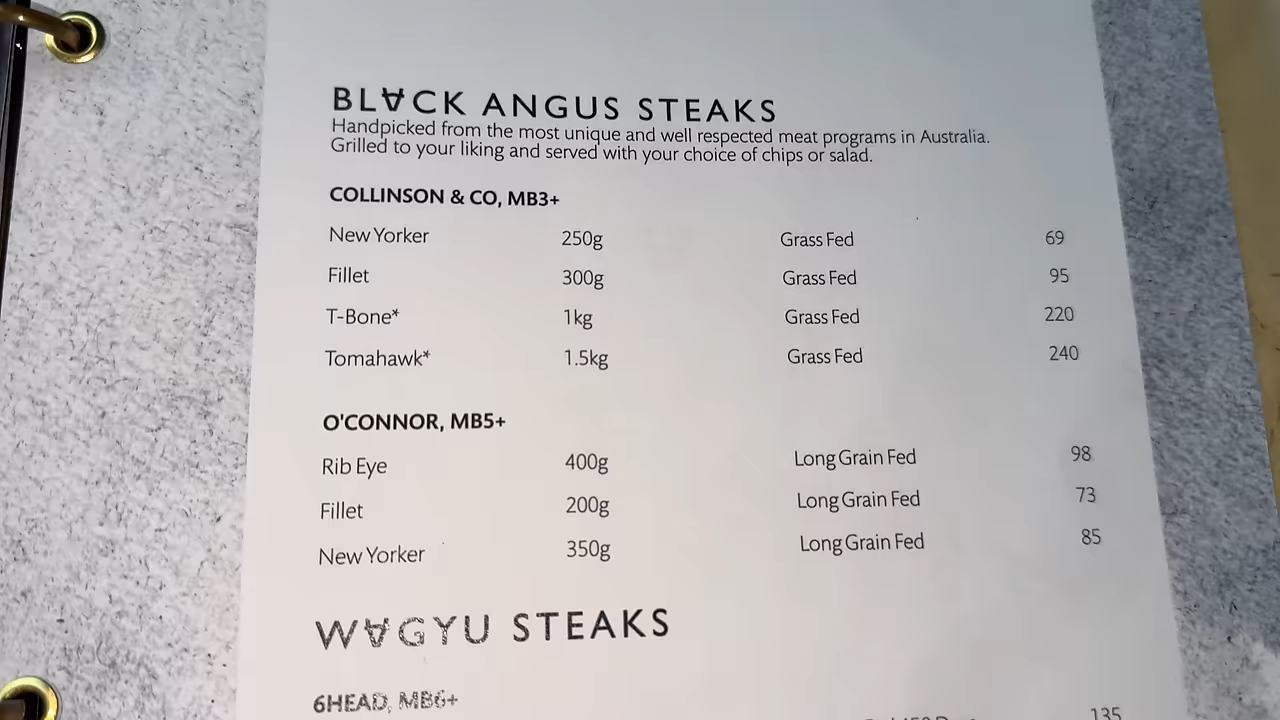 BLACK ANGUS STEAKS
Handpicked from the most unique and well respected meat programs in Australia.
Grilled to your liking and served with your choice of chips or salad.
COLLINSON & CO, MB3+
New Yorker 250g Grass Fed 69
Fillet 300g Grass Fed 95
T-Bone* 1kg Grass Fed 220
Tomahawk* 1.5kg Grass Fed 240
O'CONNOR, MB5+
Rib Eye 400g Long Grain Fed 98
Fillet 200g Long Grain Fed 73
New Yorker 350g Long Grain Fed 85
WAGYU STEAKS
6HEAD, MB6+
135